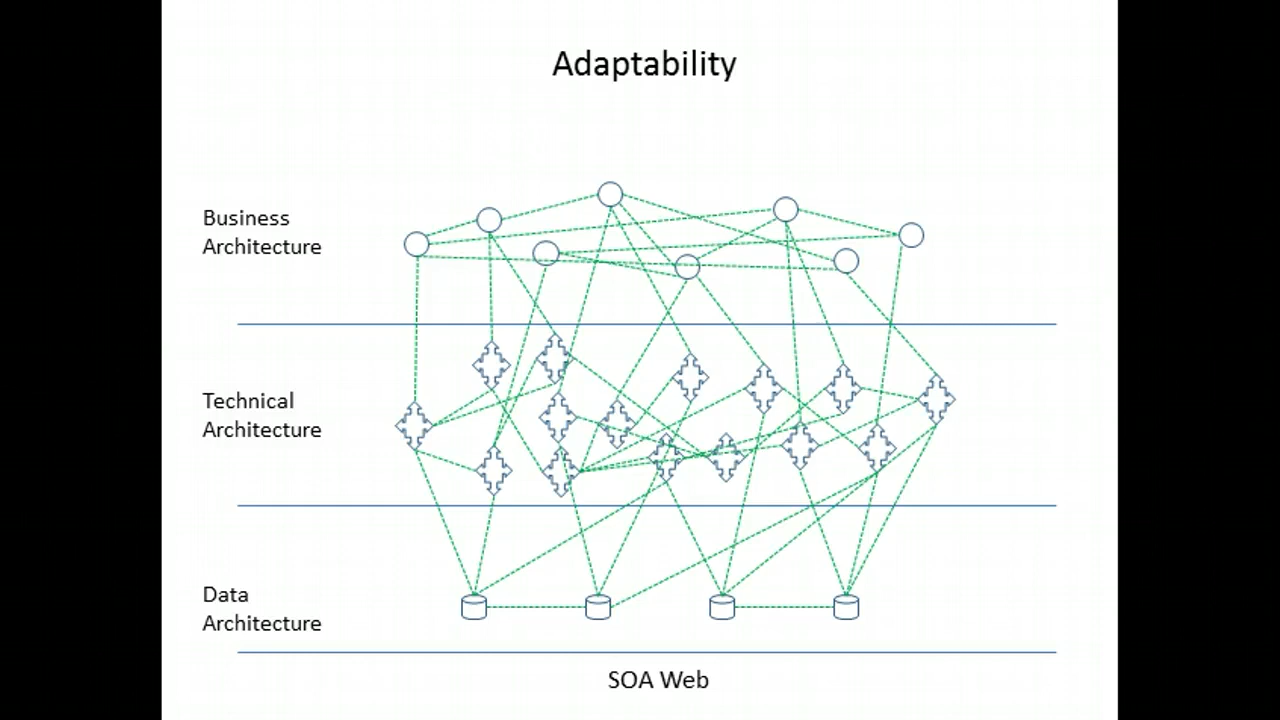 Adaptability
Business
Architecture
Technical
Architecture
Data
Architecture
SOA Web